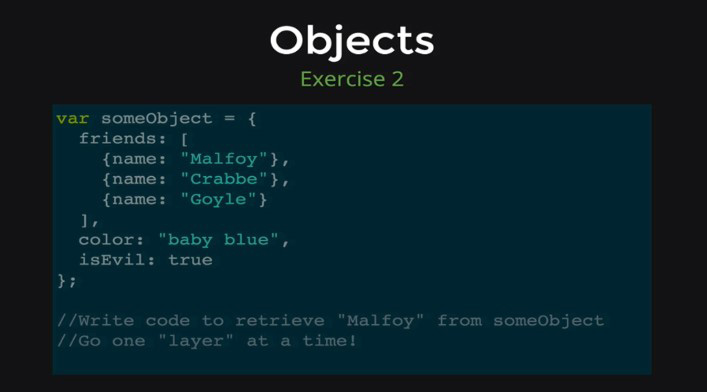 Objects
Exercise 2
var someObject = {
  friends: [
    {name: "Malfoy"},
    {name: "Crabbe"},
    {name: "Goyle"}
  ],
  color: "baby blue",
  isEvil: true
};
//Write code to retrieve "Malfoy" from someObject
//Go one "layer" at a time!